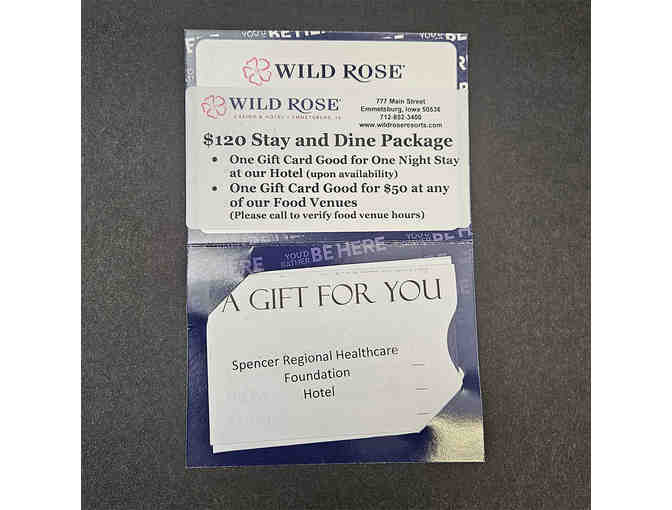 YOU'D
WILD ROSE
WILD ROSE
CASINO & HOTEL • EMMETSBURG, IA
777 Main Street
Emmetsburg, Iowa 50536
712-852-3400
www.wildroseresorts.com
$120 Stay and Dine Package
• One Gift Card Good for One Night Stay
at our Hotel (upon availability)
• One Gift Card Good for $50 at any
of our Food Venues
(Please call to verify food venue hours)
YOU'D
RATHER BE HERE
A GIFT FOR YOU
Spencer Regional Healthcare
Foundation
Hotel